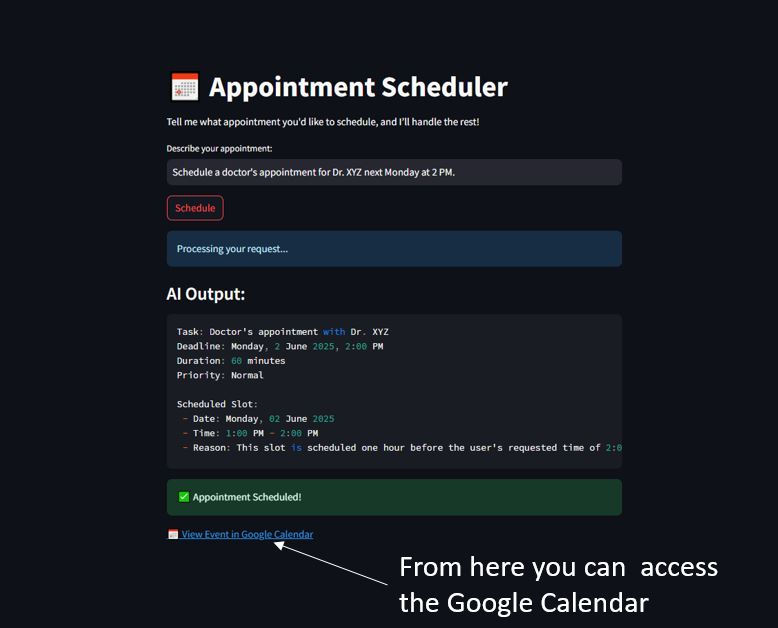 Appointment Scheduler
Tell me what appointment you'd like to schedule, and I'll handle the rest!
Describe your appointment:
Schedule a doctor's appointment for Dr. XYZ next Monday at 2 PM.
Schedule
Processing your request...
AI Output:
Task: Doctor's appointment with Dr. XYZ
Deadline: Monday, 2 June 2025, 2:00 PM
Duration: 60 minutes
Priority: Normal
Scheduled Slot:
- Date: Monday, 02 June 2025
- Time: 1:00 PM - 2:00 PM
- Reason: This slot is scheduled one hour before the user's requested time of 2:0
Appointment Scheduled!
View Event in Google Calendar
From here you can access
the Google Calendar